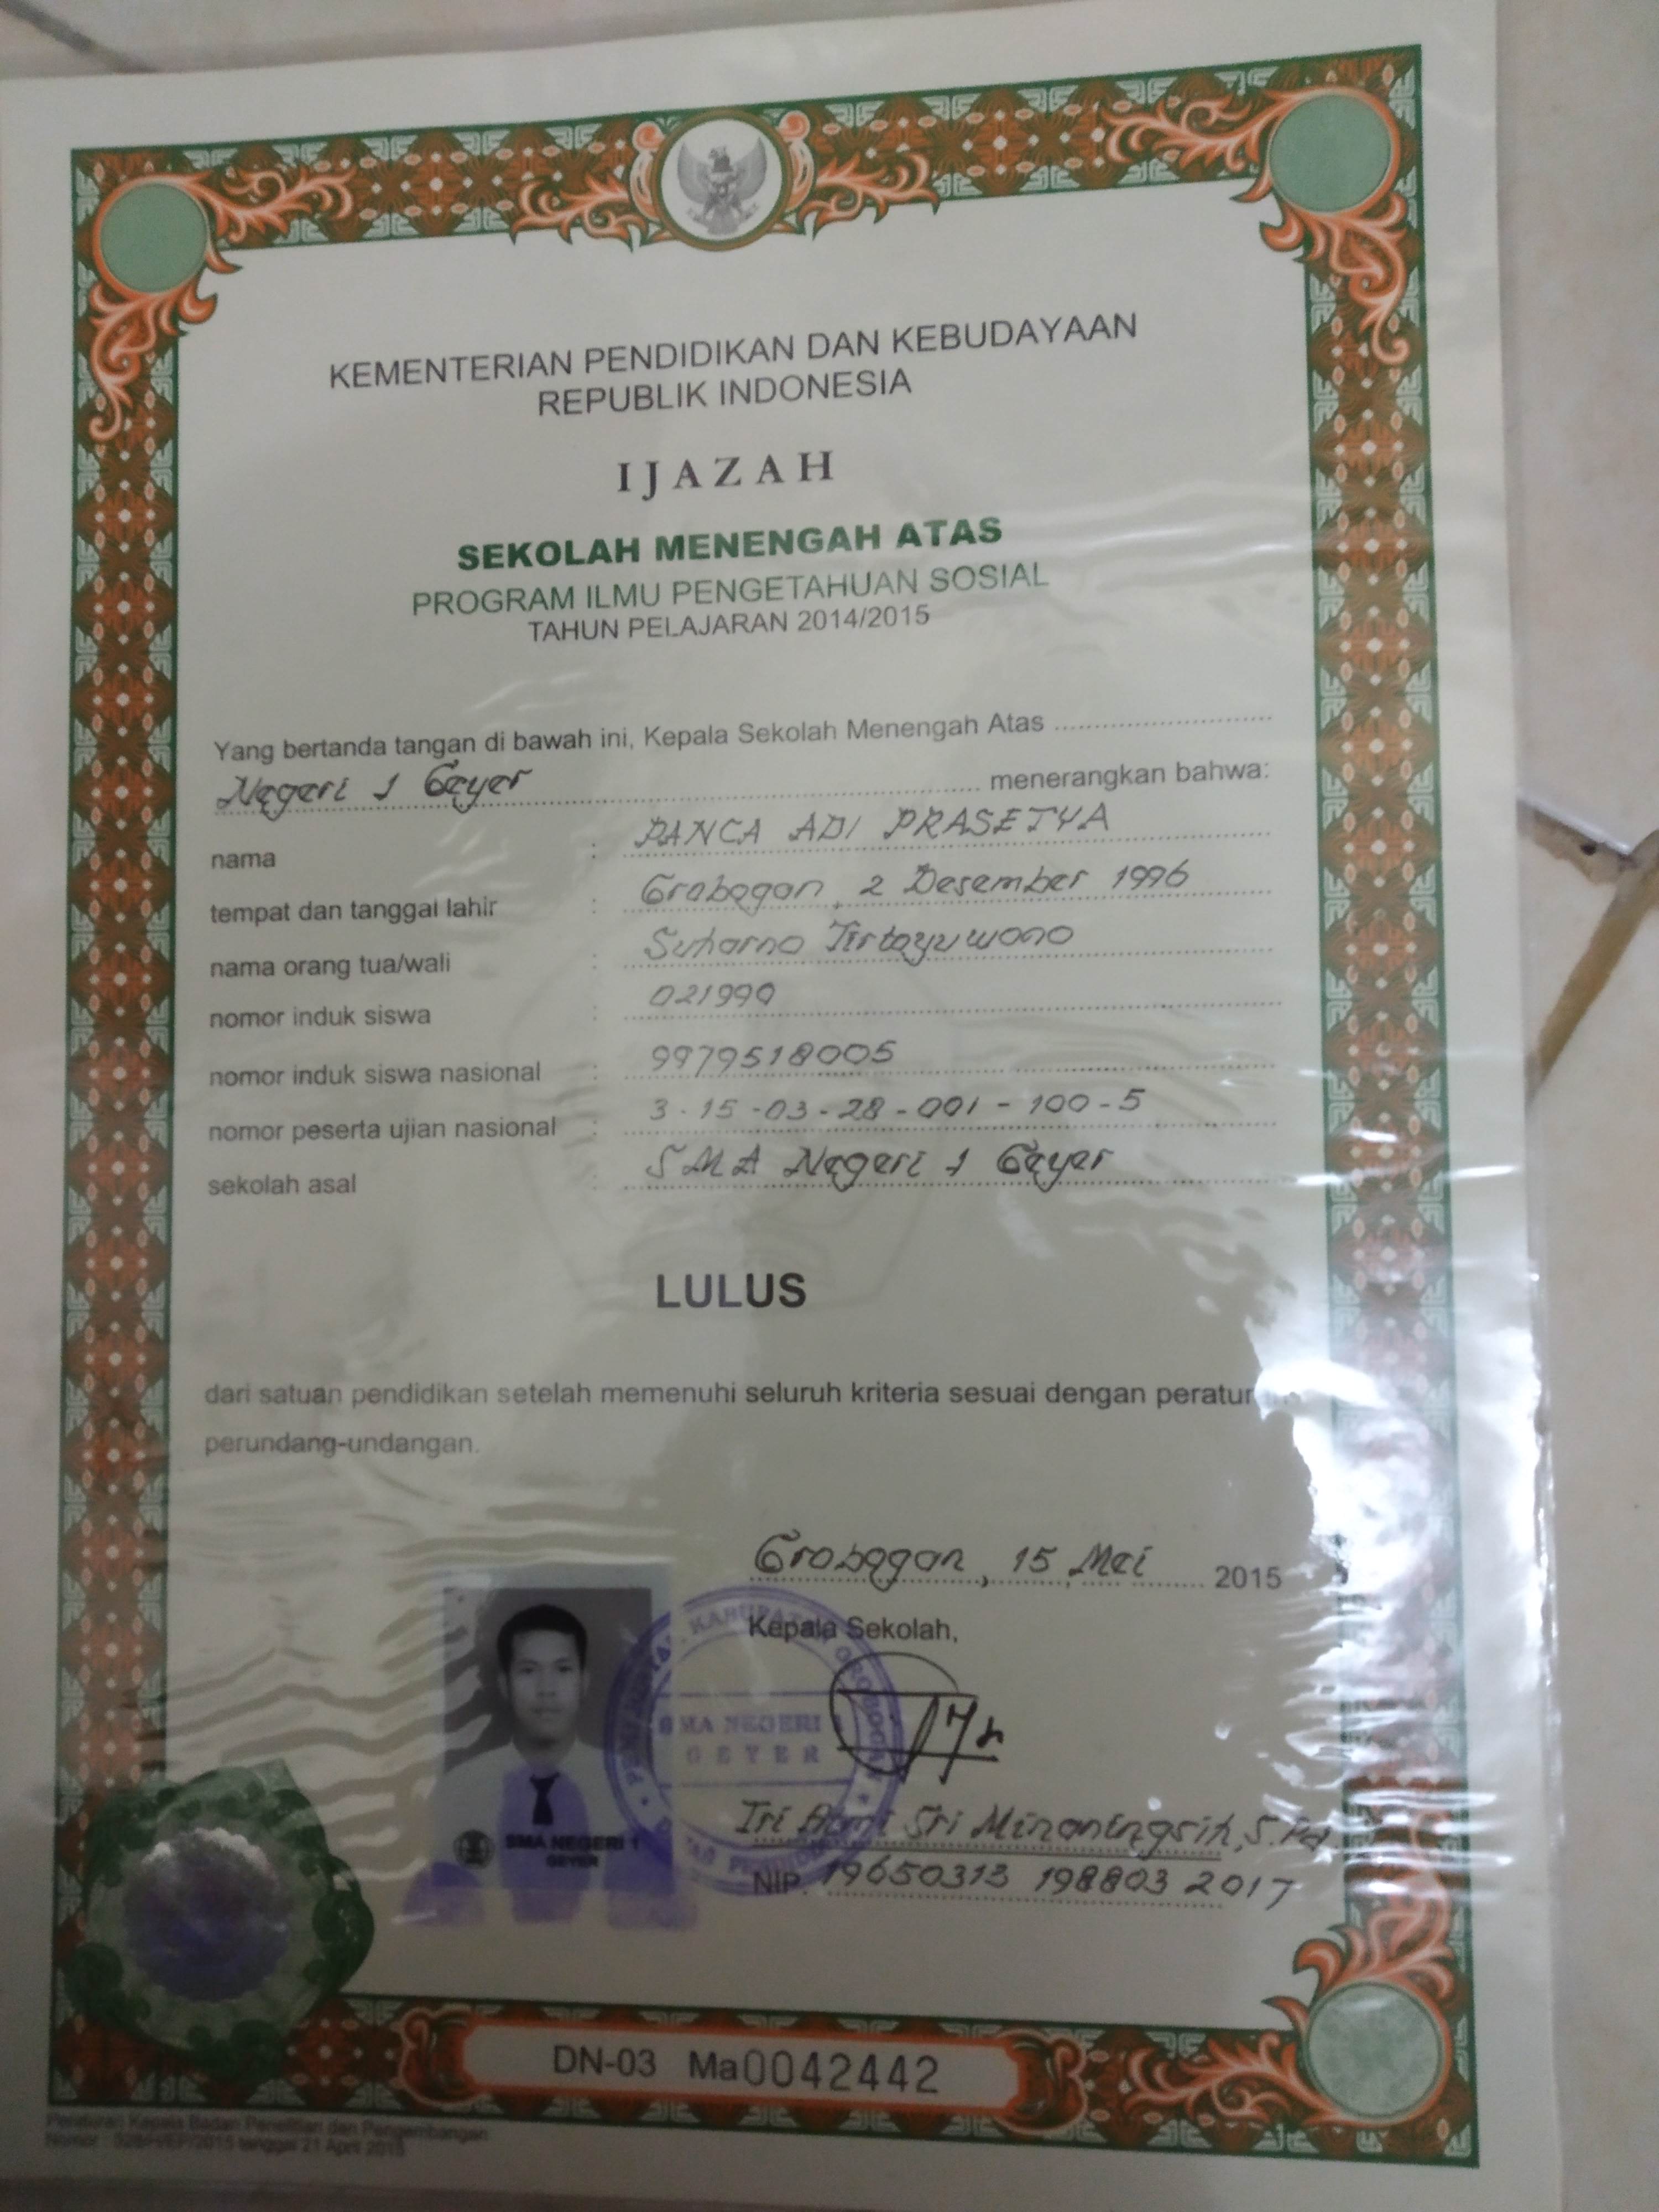 KEMENTERIAN PENDIDIKAN DAN KEBUDAYAAN
REPUBLIK INDONESIA
IJAZAH
SEKOLAH MENENGAH ATAS
PROGRAM ILMU PENGETAHUAN SOSIAL
TAHUN PELAJARAN 2014/2015
Yang bertanda tangan di bawah ini, Kepala Sekolah Menengah Atas
Negeri 1 Geyer menerangkan bahwa:
nama : PANCA ADI PRASETYA
tempat dan tanggal lahir : Grobogan, 2 Desember 1996
nama orang tua/wali : Suharno Tirtoyuwono
nomor induk siswa : 021990
nomor induk siswa nasional : 9979518005
nomor peserta ujian nasional : 3-15-03-28-001-100-5
sekolah asal : SMA Negeri 1 Geyer
LULUS
dari satuan pendidikan setelah memenuhi seluruh kriteria sesuai dengan peraturan
perundang-undangan.
Grobogan, 15 Mei 2015
Kepala Sekolah,
SMA NEGERI
GEYER
SMA NEGERI 1
GEYER
Tri Sri Minaningsih, S.Pd.
NIP. 19650313 198803 2017
DN-03 Ma0042442
Peraturan Kepala Badan Penelitian dan Pengembangan
Nomor tanggal 21 April 2015